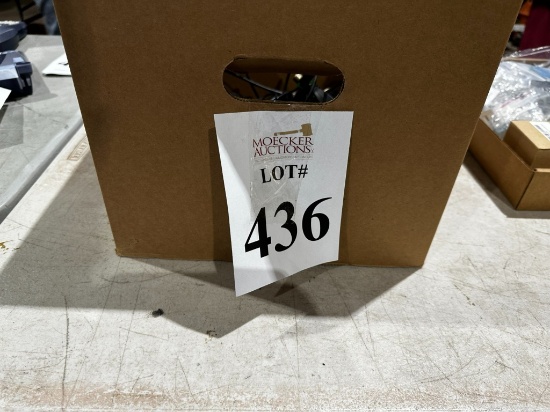 MOECKER
AUCTIONS
LOT#
436